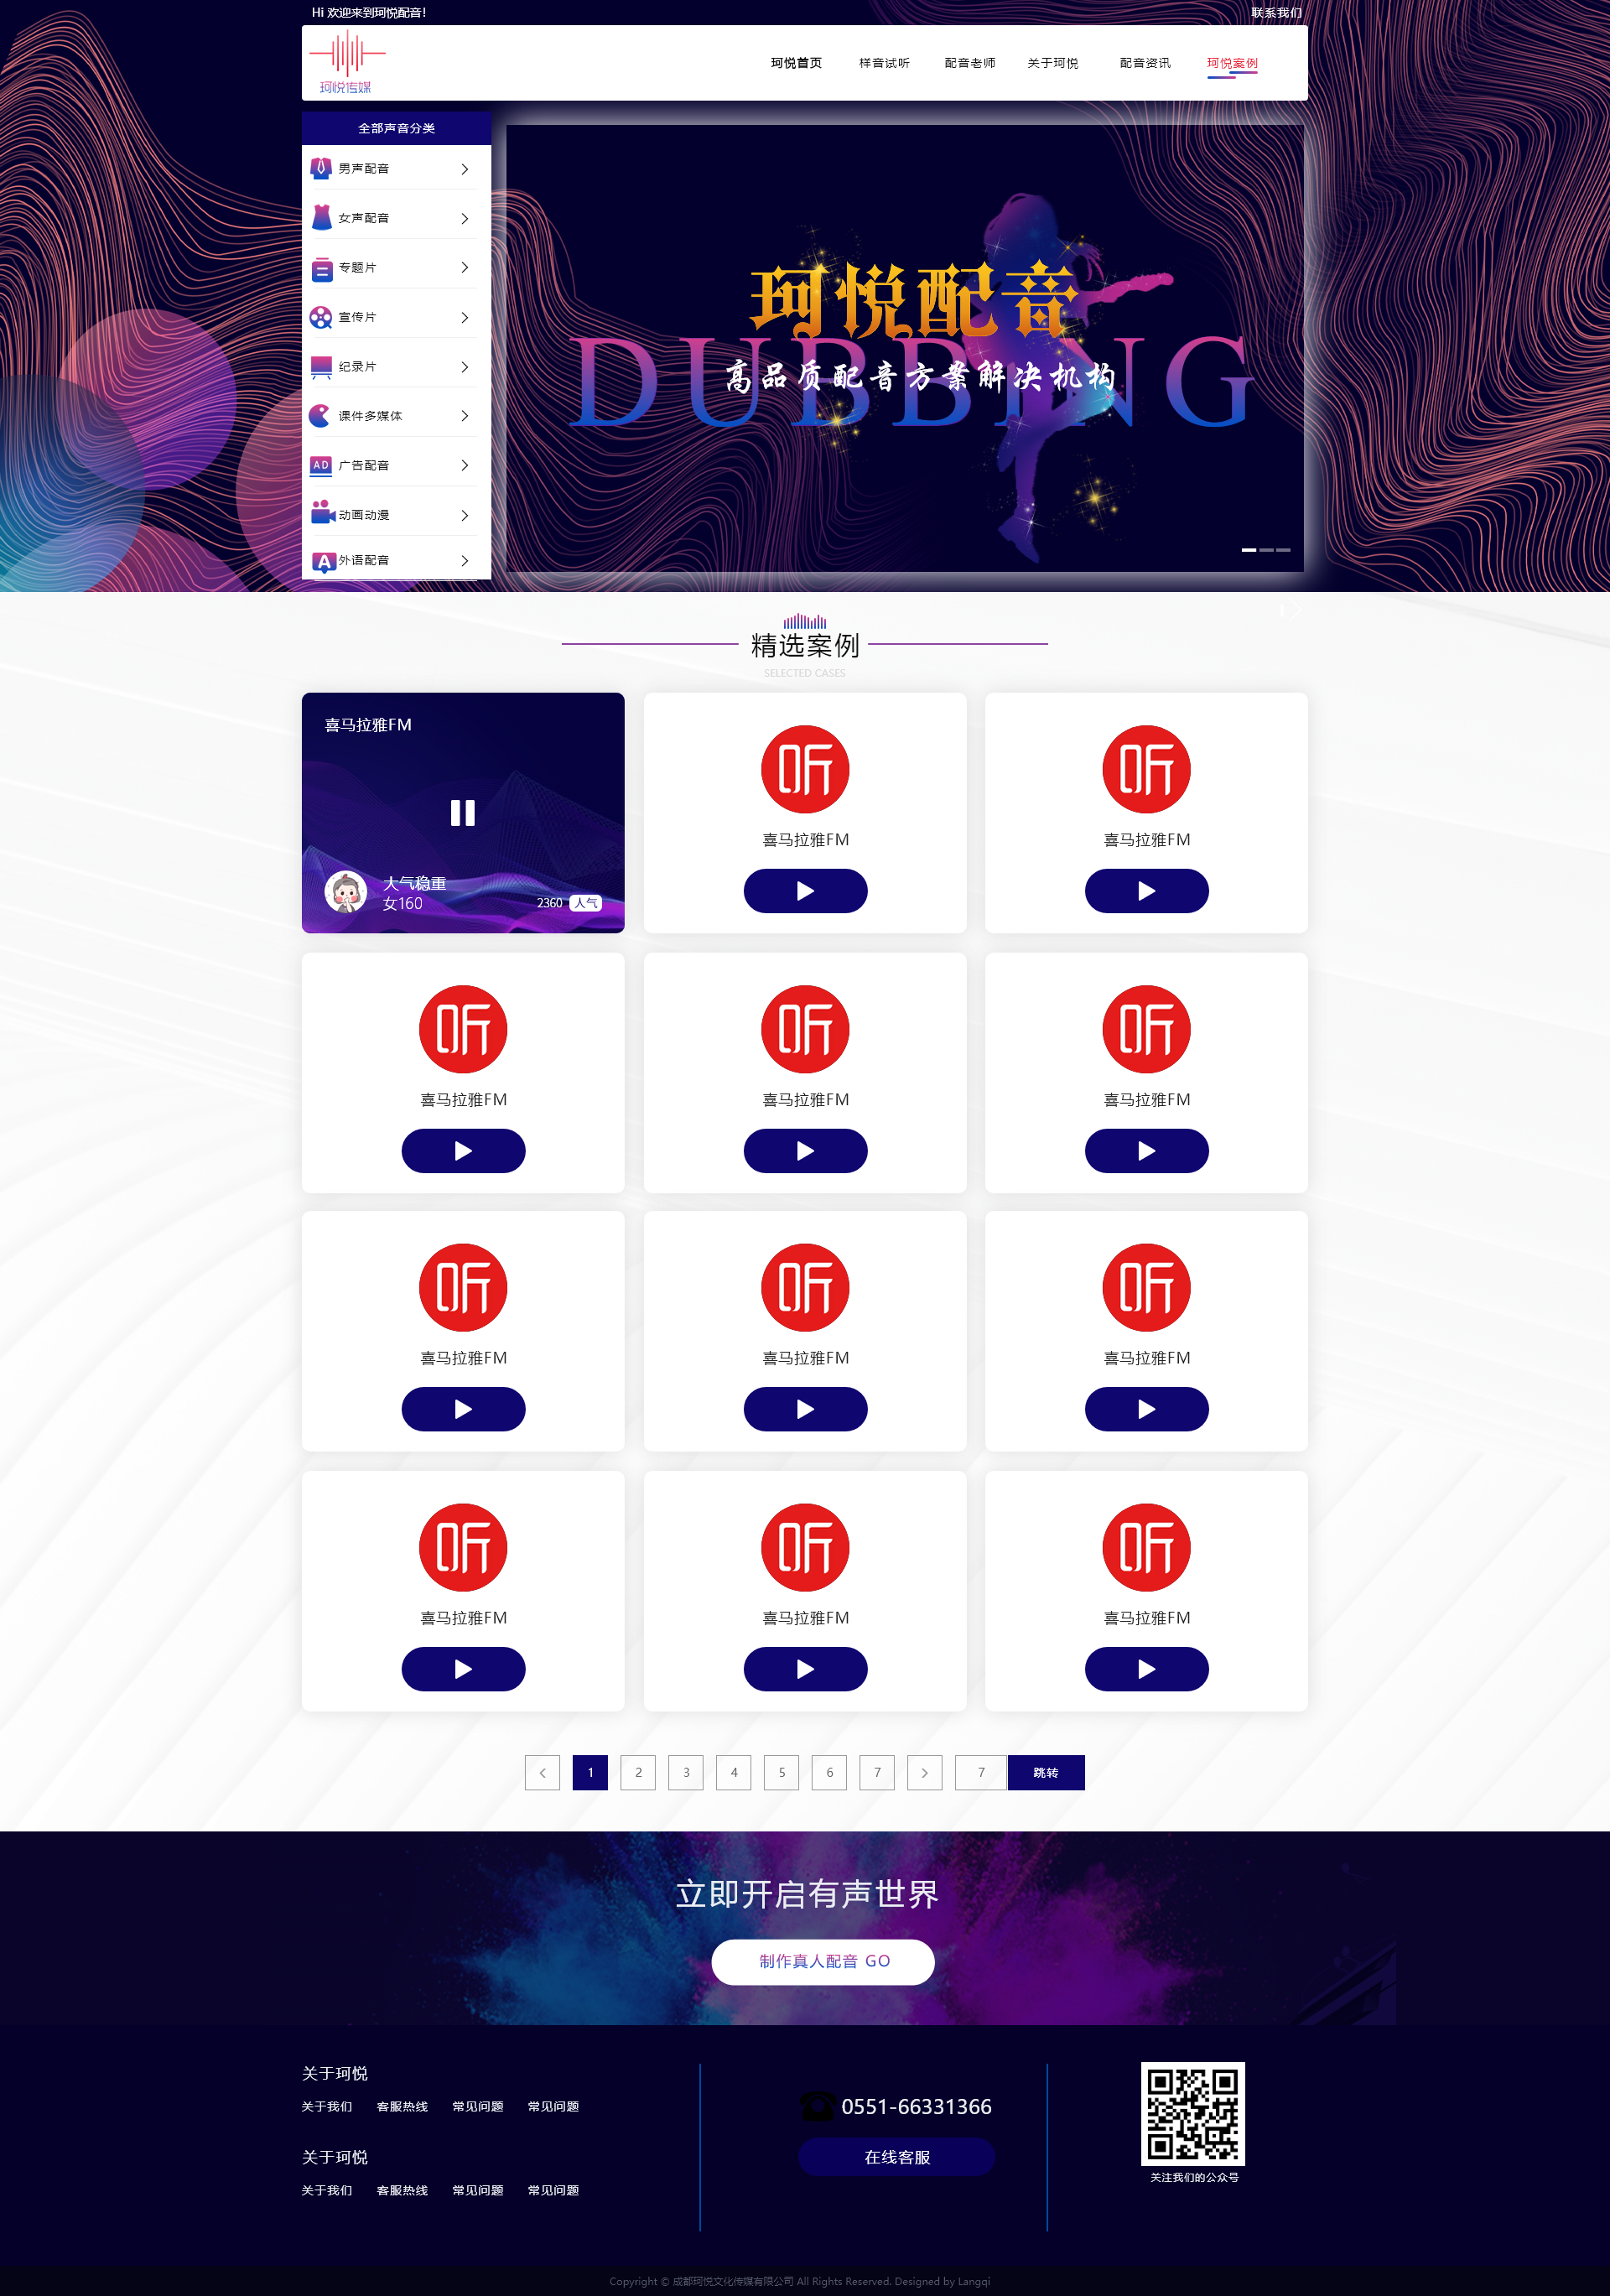 Hi 欢迎来到珂悦配音!
联系我们
珂悦传媒
珂悦首页
样音试听
配音老师
关于珂悦
配音资讯
珂悦案例
全部声音分类
男声配音
女声配音
专题片
宣传片
纪录片
课件多媒体
AD
广告配音
动画动漫
A
外语配音
珂悦配音
DUBBING
高品质配音方案解决机构
精选案例
SELECTED CASES
喜马拉雅FM
大气稳重
女160
2360 人气
听
喜马拉雅FM
听
喜马拉雅FM
听
喜马拉雅FM
听
喜马拉雅FM
听
喜马拉雅FM
听
喜马拉雅FM
听
喜马拉雅FM
听
喜马拉雅FM
听
喜马拉雅FM
听
喜马拉雅FM
听
喜马拉雅FM
< 1 2 3 4 5 6 7 > 7 跳转
立即开启有声世界
制作真人配音 GO
关于珂悦
关于我们 客服热线 常见问题 常见问题
关于珂悦
关于我们 客服热线 常见问题 常见问题
0551-66331366
在线客服
关注我们的公众号
Copyright © 成都珂悦文化传媒有限公司 All Rights Reserved. Designed by Langqi